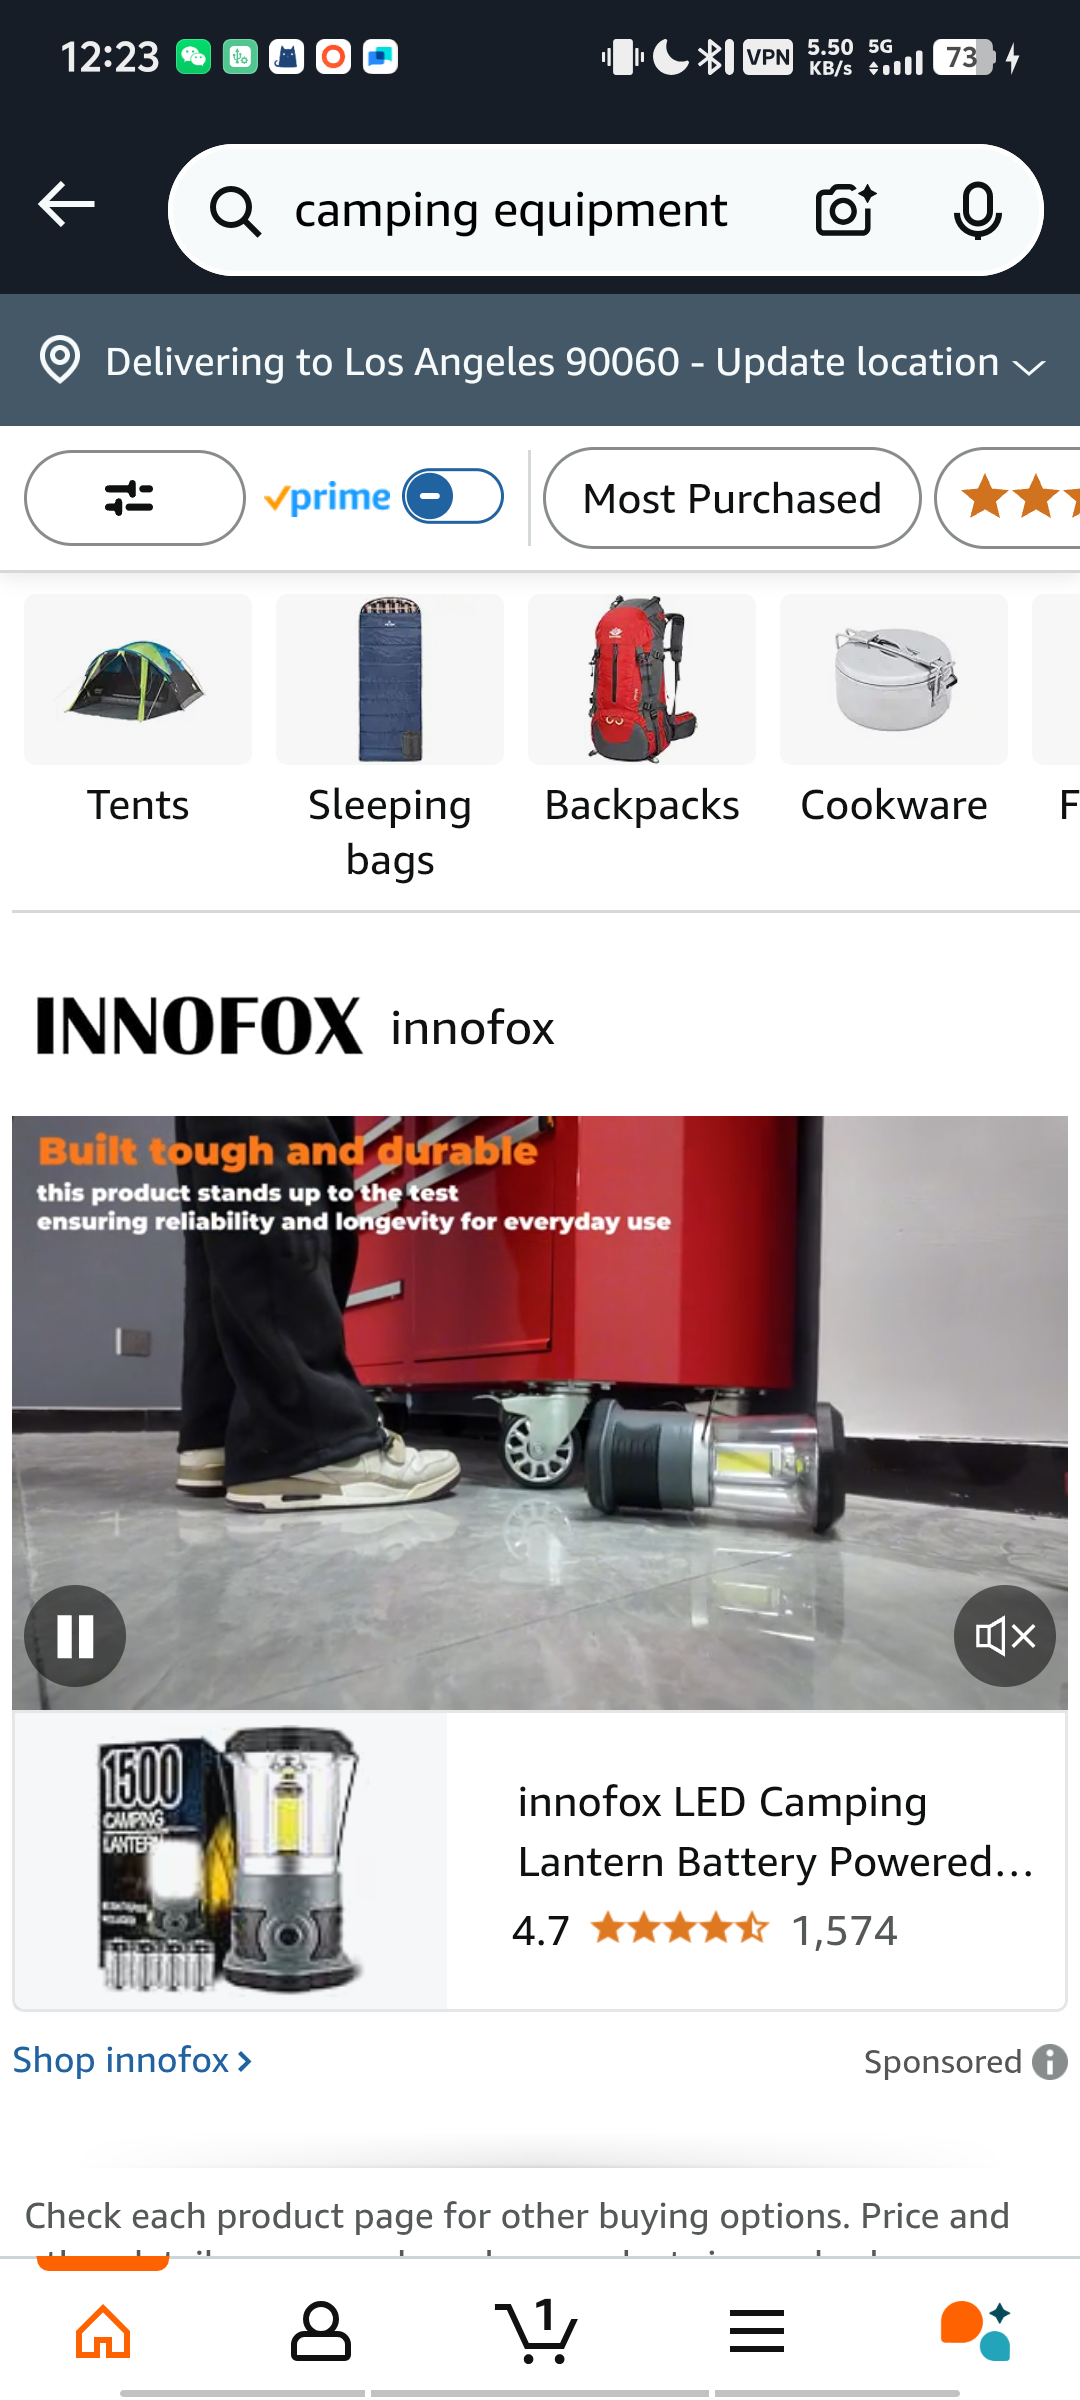 12:23
VPN
5.50
KB/s
5G
73
camping equipment
Delivering to Los Angeles 90060 - Update location
prime
Most Purchased
Tents
Sleeping
bags
Backpacks
Cookware
F
INNOFOX
innofox
Built tough and durable
this product stands up to the test
ensuring reliability and longevity for everyday use
1500
CAMPING
LANTERN
innofox LED Camping
Lantern Battery Powered...
4.7
1,574
Shop innofox
Sponsored
Check each product page for other buying options. Price and
1